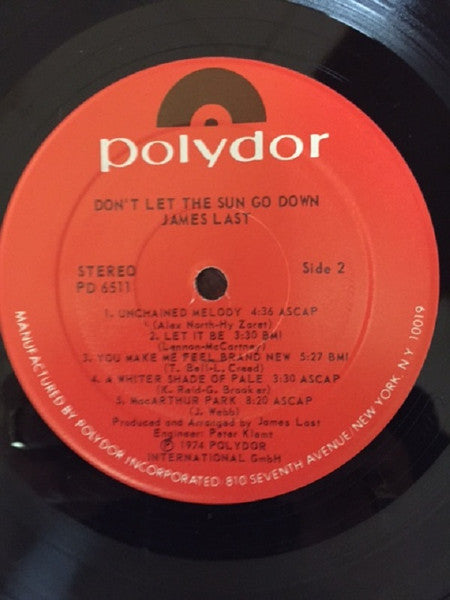 polydor
DON'T LET THE SUN GO DOWN
JAMES LAST
STEREO
PD 6511
Side 2
1. UNCHAINED MELODY 4:36 ASCAP
(Alex North-Hy Zaret)
2. LET IT BE 3:30 BMI
(Lennon-McCartney)
3. YOU MAKE ME FEEL BRAND NEW 5:27 BMI
(T. Bell-L. Creed)
4. A WHITER SHADE OF PALE 3:30 ASCAP
(K. Reid-G. Brooker)
5. MacARTHUR PARK 8:20 ASCAP
(J. Webb)
Produced and Arranged by James Last
Engineer: Peter Klemt
℗ 1974 POLYDOR
INTERNATIONAL GmbH
MANUFACTURED BY POLYDOR INCORPORATED. 810 SEVENTH AVENUE/NEW YORK, N.Y. 10019